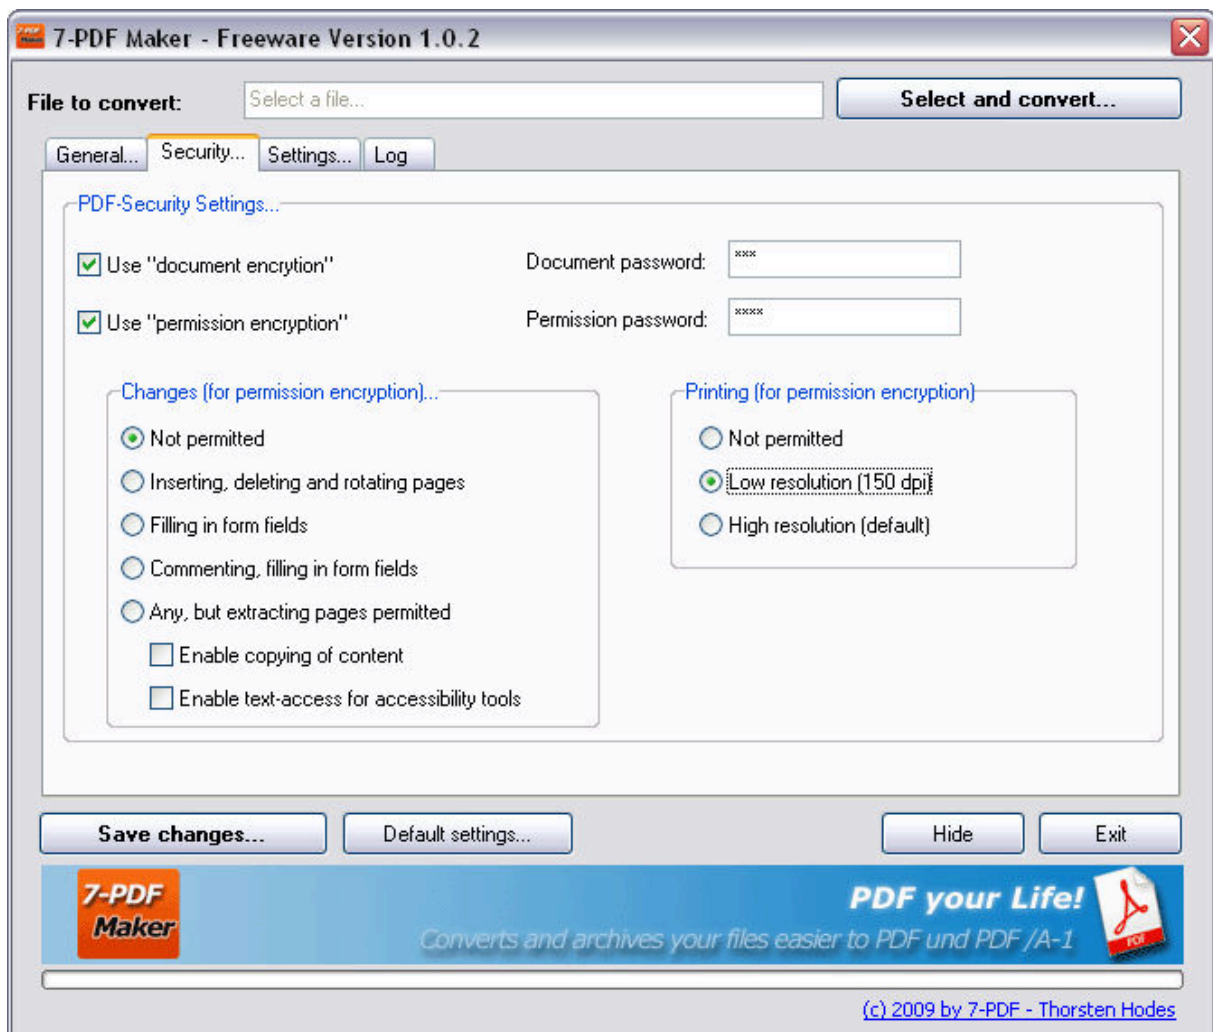 7-PDF Maker - Freeware Version 1.0.2
File to convert: Select a file... Select and convert...
General... Security... Settings... Log
PDF-Security Settings...
Use "document encrytion" Document password: ***
Use "permission encryption" Permission password: ****
Changes (for permission encryption)... Printing (for permission encryption)
Not permitted Not permitted
Inserting, deleting and rotating pages Low resolution (150 dpi)
Filling in form fields High resolution (default)
Commenting, filling in form fields
Any, but extracting pages permitted
Enable copying of content
Enable text-access for accessibility tools
Save changes... Default settings... Hide Exit
7-PDF Maker
PDF your Life!
Converts and archives your files easier to PDF und PDF/A-1
PDF
(c) 2009 by 7-PDF - Thorsten Hodes